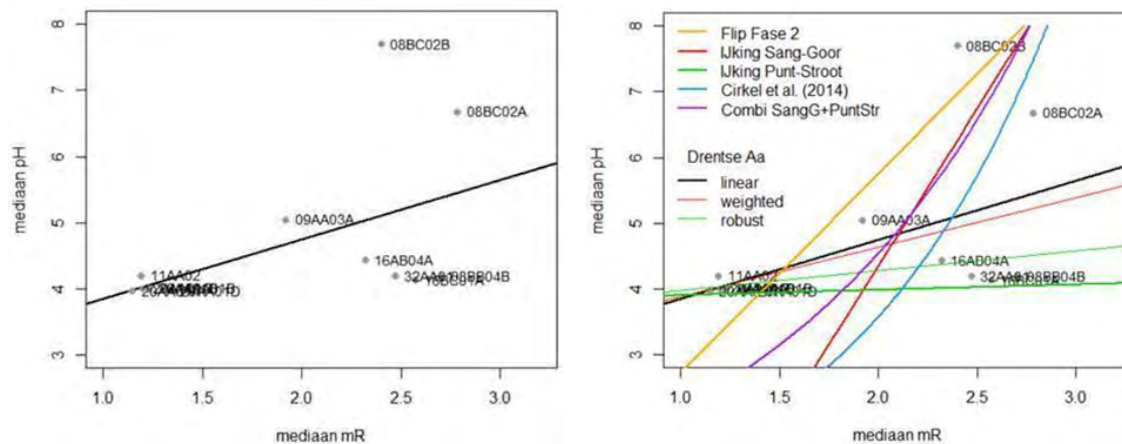 8
7
6
5
4
3
mediaan pH
08BC02B
08BC02A
09AA03A
16AB04A
11AA02
1.0 1.5 2.0 2.5 3.0
mediaan mR
8
7
6
5
4
3
mediaan pH
Flip Fase 2
IJking Sang-Goor
IJking Punt-Stroot
Cirkel et al. (2014)
Combi SangG+PuntStr
Drentse Aa
linear
weighted
robust
08BC02B
08BC02A
09AA03A
16AB04A
11AA02
1.0 1.5 2.0 2.5 3.0
mediaan mR